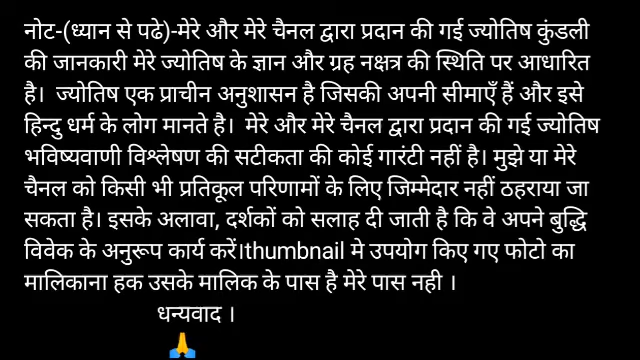 नोट-(ध्यान से पढे)-मेरे और मेरे चैनल द्वारा प्रदान की गई ज्योतिष कुंडली
की जानकारी मेरे ज्योतिष के ज्ञान और ग्रह नक्षत्र की स्थिति पर आधारित
है। ज्योतिष एक प्राचीन अनुशासन है जिसकी अपनी सीमाएँ हैं और इसे
हिन्दु धर्म के लोग मानते है। मेरे और मेरे चैनल द्वारा प्रदान की गई ज्योतिष
भविष्यवाणी विश्लेषण की सटीकता की कोई गारंटी नहीं है। मुझे या मेरे
चैनल को किसी भी प्रतिकूल परिणामों के लिए जिम्मेदार नहीं ठहराया जा
सकता है। इसके अलावा, दर्शकों को सलाह दी जाती है कि वे अपने बुद्धि
विवेक के अनुरूप कार्य करें।thumbnail मे उपयोग किए गए फोटो का
मालिकाना हक उसके मालिक के पास है मेरे पास नही ।
धन्यवाद ।
🙏